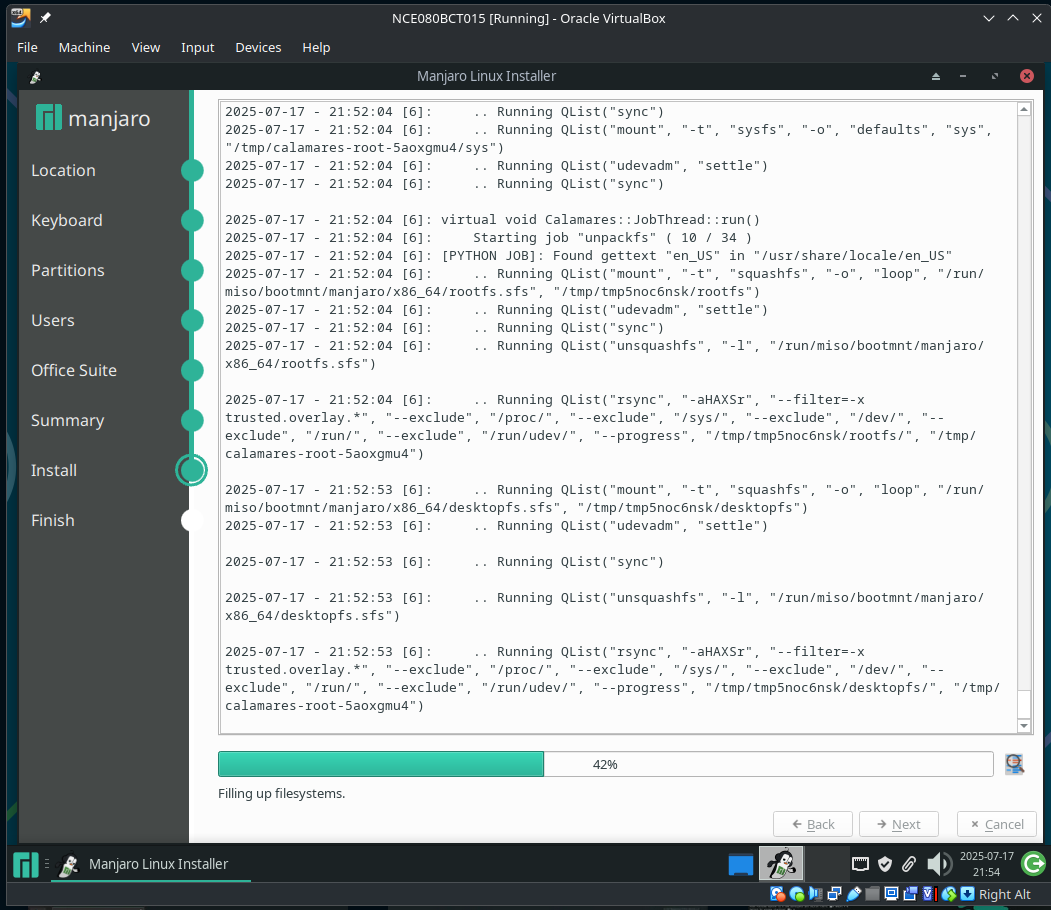 NCE080BCT015 [Running] - Oracle VirtualBox
File Machine View Input Devices Help
Manjaro Linux Installer
manjaro
Location
Keyboard
Partitions
Users
Office Suite
Summary
Install
Finish
2025-07-17 - 21:52:04 [6]:     .. Running QList("sync")
2025-07-17 - 21:52:04 [6]:     .. Running QList("mount", "-t", "sysfs", "-o", "defaults", "sys",
"/tmp/calamares-root-5aoxgmu4/sys")
2025-07-17 - 21:52:04 [6]:     .. Running QList("udevadm", "settle")
2025-07-17 - 21:52:04 [6]:     .. Running QList("sync")
2025-07-17 - 21:52:04 [6]: virtual void Calamares::JobThread::run()
2025-07-17 - 21:52:04 [6]:     Starting job "unpackfs" ( 10 / 34 )
2025-07-17 - 21:52:04 [6]: [PYTHON JOB]: Found gettext "en_US" in "/usr/share/locale/en_US"
2025-07-17 - 21:52:04 [6]:     .. Running QList("mount", "-t", "squashfs", "-o", "loop", "/run/
miso/bootmnt/manjaro/x86_64/rootfs.sfs", "/tmp/tmp5noc6nsk/rootfs")
2025-07-17 - 21:52:04 [6]:     .. Running QList("udevadm", "settle")
2025-07-17 - 21:52:04 [6]:     .. Running QList("sync")
2025-07-17 - 21:52:04 [6]:     .. Running QList("unsquashfs", "-l", "/run/miso/bootmnt/manjaro/
x86_64/rootfs.sfs")
2025-07-17 - 21:52:04 [6]:     .. Running QList("rsync", "-aHAXSr", "--filter=-x
trusted.overlay.*", "--exclude", "/proc/", "--exclude", "/sys/", "--exclude", "/dev/", "--
exclude", "/run/", "--exclude", "/run/udev/", "--progress", "/tmp/tmp5noc6nsk/rootfs/", "/tmp/
calamares-root-5aoxgmu4")
2025-07-17 - 21:52:53 [6]:     .. Running QList("mount", "-t", "squashfs", "-o", "loop", "/run/
miso/bootmnt/manjaro/x86_64/desktopfs.sfs", "/tmp/tmp5noc6nsk/desktopfs")
2025-07-17 - 21:52:53 [6]:     .. Running QList("udevadm", "settle")
2025-07-17 - 21:52:53 [6]:     .. Running QList("sync")
2025-07-17 - 21:52:53 [6]:     .. Running QList("unsquashfs", "-l", "/run/miso/bootmnt/manjaro/
x86_64/desktopfs.sfs")
2025-07-17 - 21:52:53 [6]:     .. Running QList("rsync", "-aHAXSr", "--filter=-x
trusted.overlay.*", "--exclude", "/proc/", "--exclude", "/sys/", "--exclude", "/dev/", "--
exclude", "/run/", "--exclude", "/run/udev/", "--progress", "/tmp/tmp5noc6nsk/desktopfs/", "/tmp/
calamares-root-5aoxgmu4")
42%
Filling up filesystems.
Back Next Cancel
Manjaro Linux Installer
2025-07-17
21:54
Right Alt